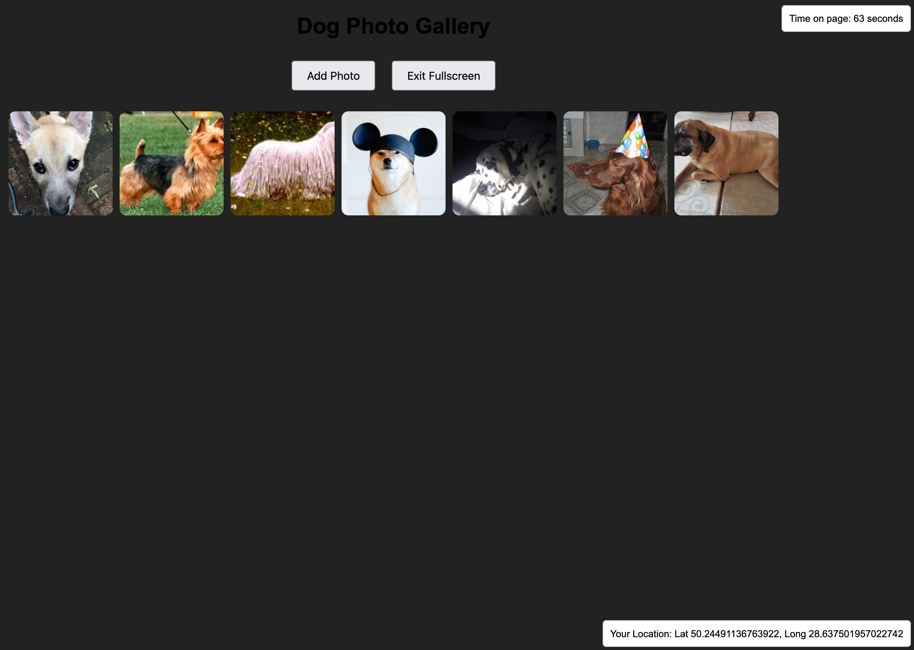 Dog Photo Gallery
Time on page: 63 seconds
Add Photo
Exit Fullscreen
Your Location: Lat 50.24491136763922, Long 28.637501957022742